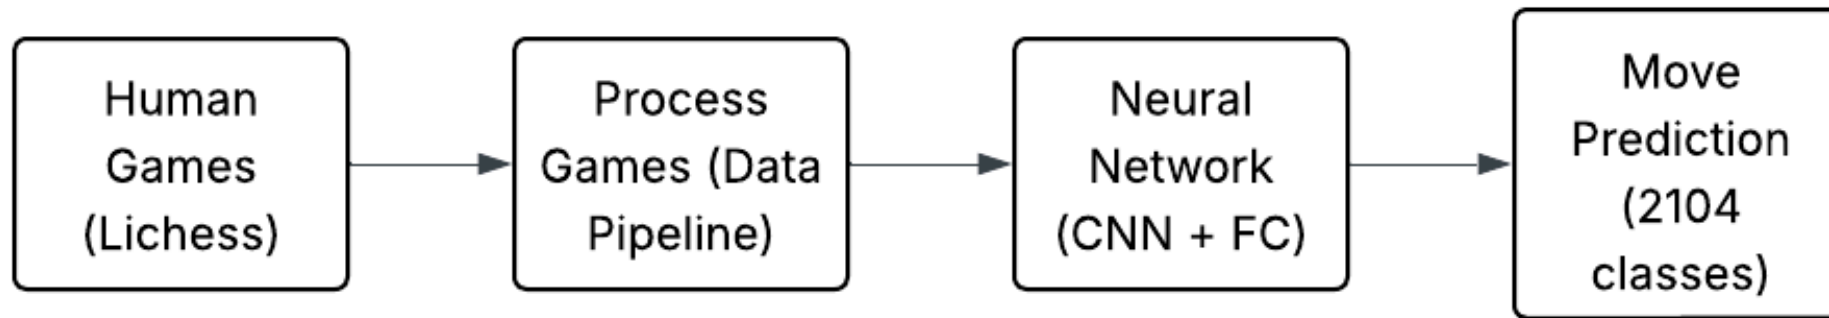 Human
Games
(Lichess)
Process
Games (Data
Pipeline)
Neural
Network
(CNN + FC)
Move
Prediction
(2104
classes)